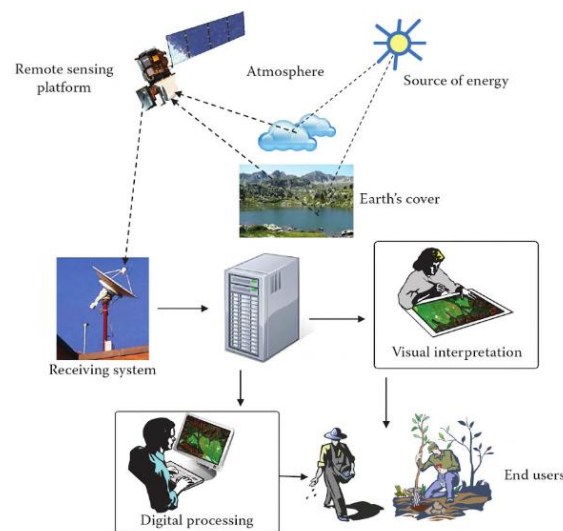 Remote sensing
platform
Atmosphere
Source of energy
Earth's cover
Receiving system
Visual interpretation
Digital processing
End users